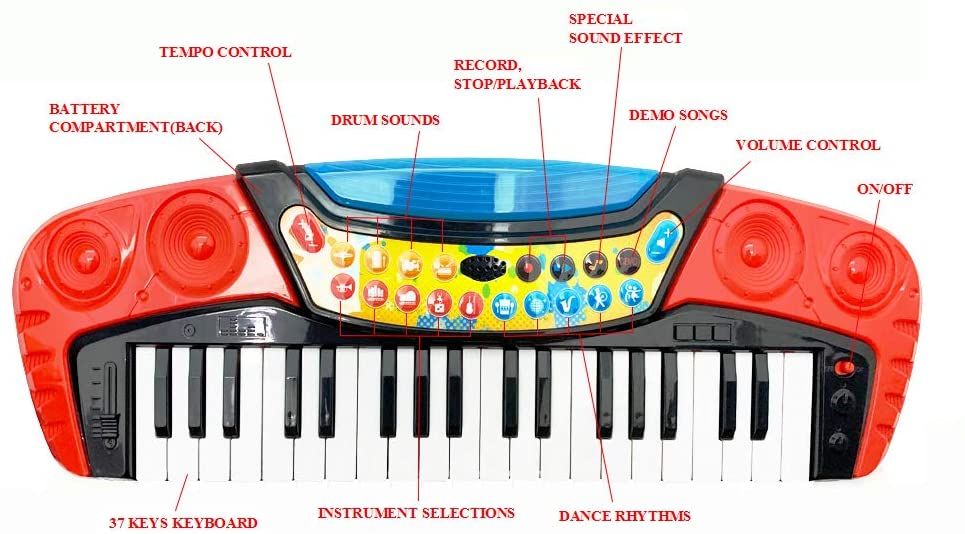 SPECIAL
SOUND EFFECT
TEMPO CONTROL
RECORD,
STOP/PLAYBACK
BATTERY
COMPARTMENT(BACK)
DRUM SOUNDS
DEMO SONGS
VOLUME CONTROL
ON/OFF
37 KEYS KEYBOARD
INSTRUMENT SELECTIONS
DANCE RHYTHMS